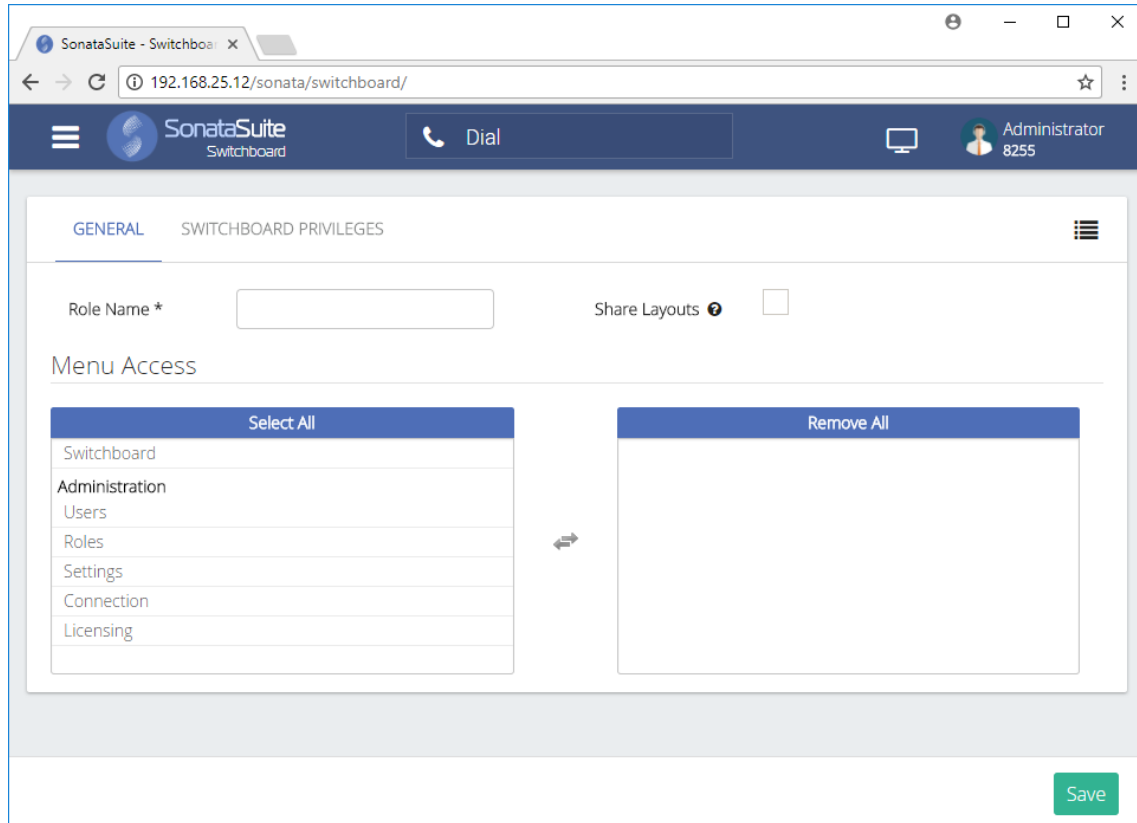 SonataSuite - Switchboar
192.168.25.12/sonata/switchboard/
SonataSuite
Switchboard
Dial
Administrator
8255
GENERAL SWITCHBOARD PRIVILEGES
Role Name * Share Layouts ?
Menu Access
Select All Remove All
Switchboard
Administration
Users
Roles
Settings
Connection
Licensing
Save